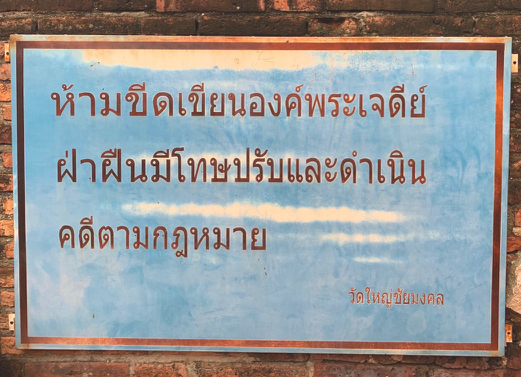 ห้ามขีดเขียนองค์พระเจดีย์
ฝ่าฝืนมีโทษปรับและดำเนิน
คดีตามกฎหมาย
วัดใหญ่ชัยมงคล